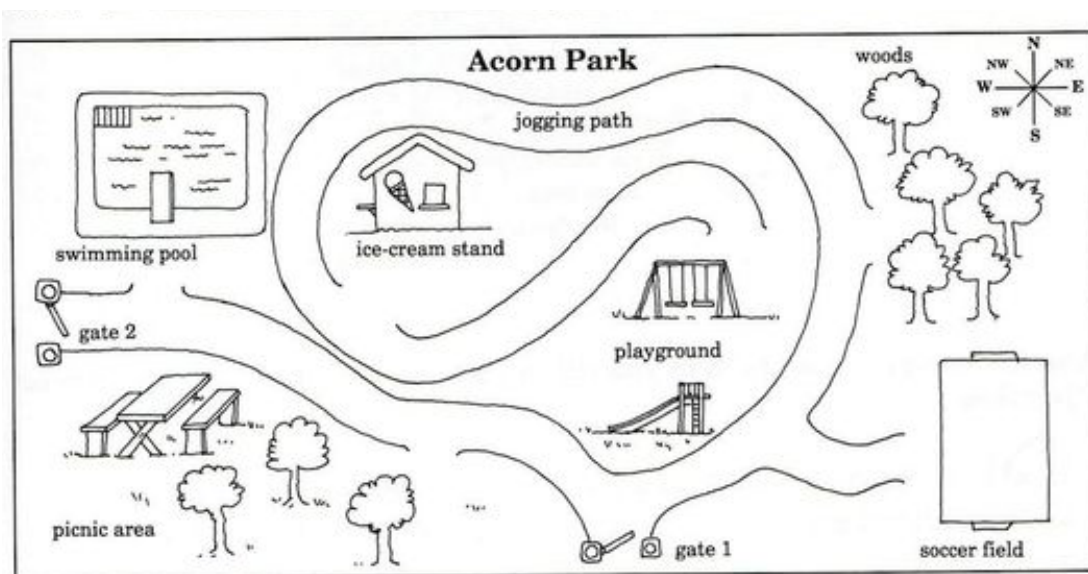 Acorn Park
woods
N
NW NE
W E
SW SE
S
jogging path
swimming pool
ice-cream stand
gate 2
playground
picnic area
gate 1
soccer field